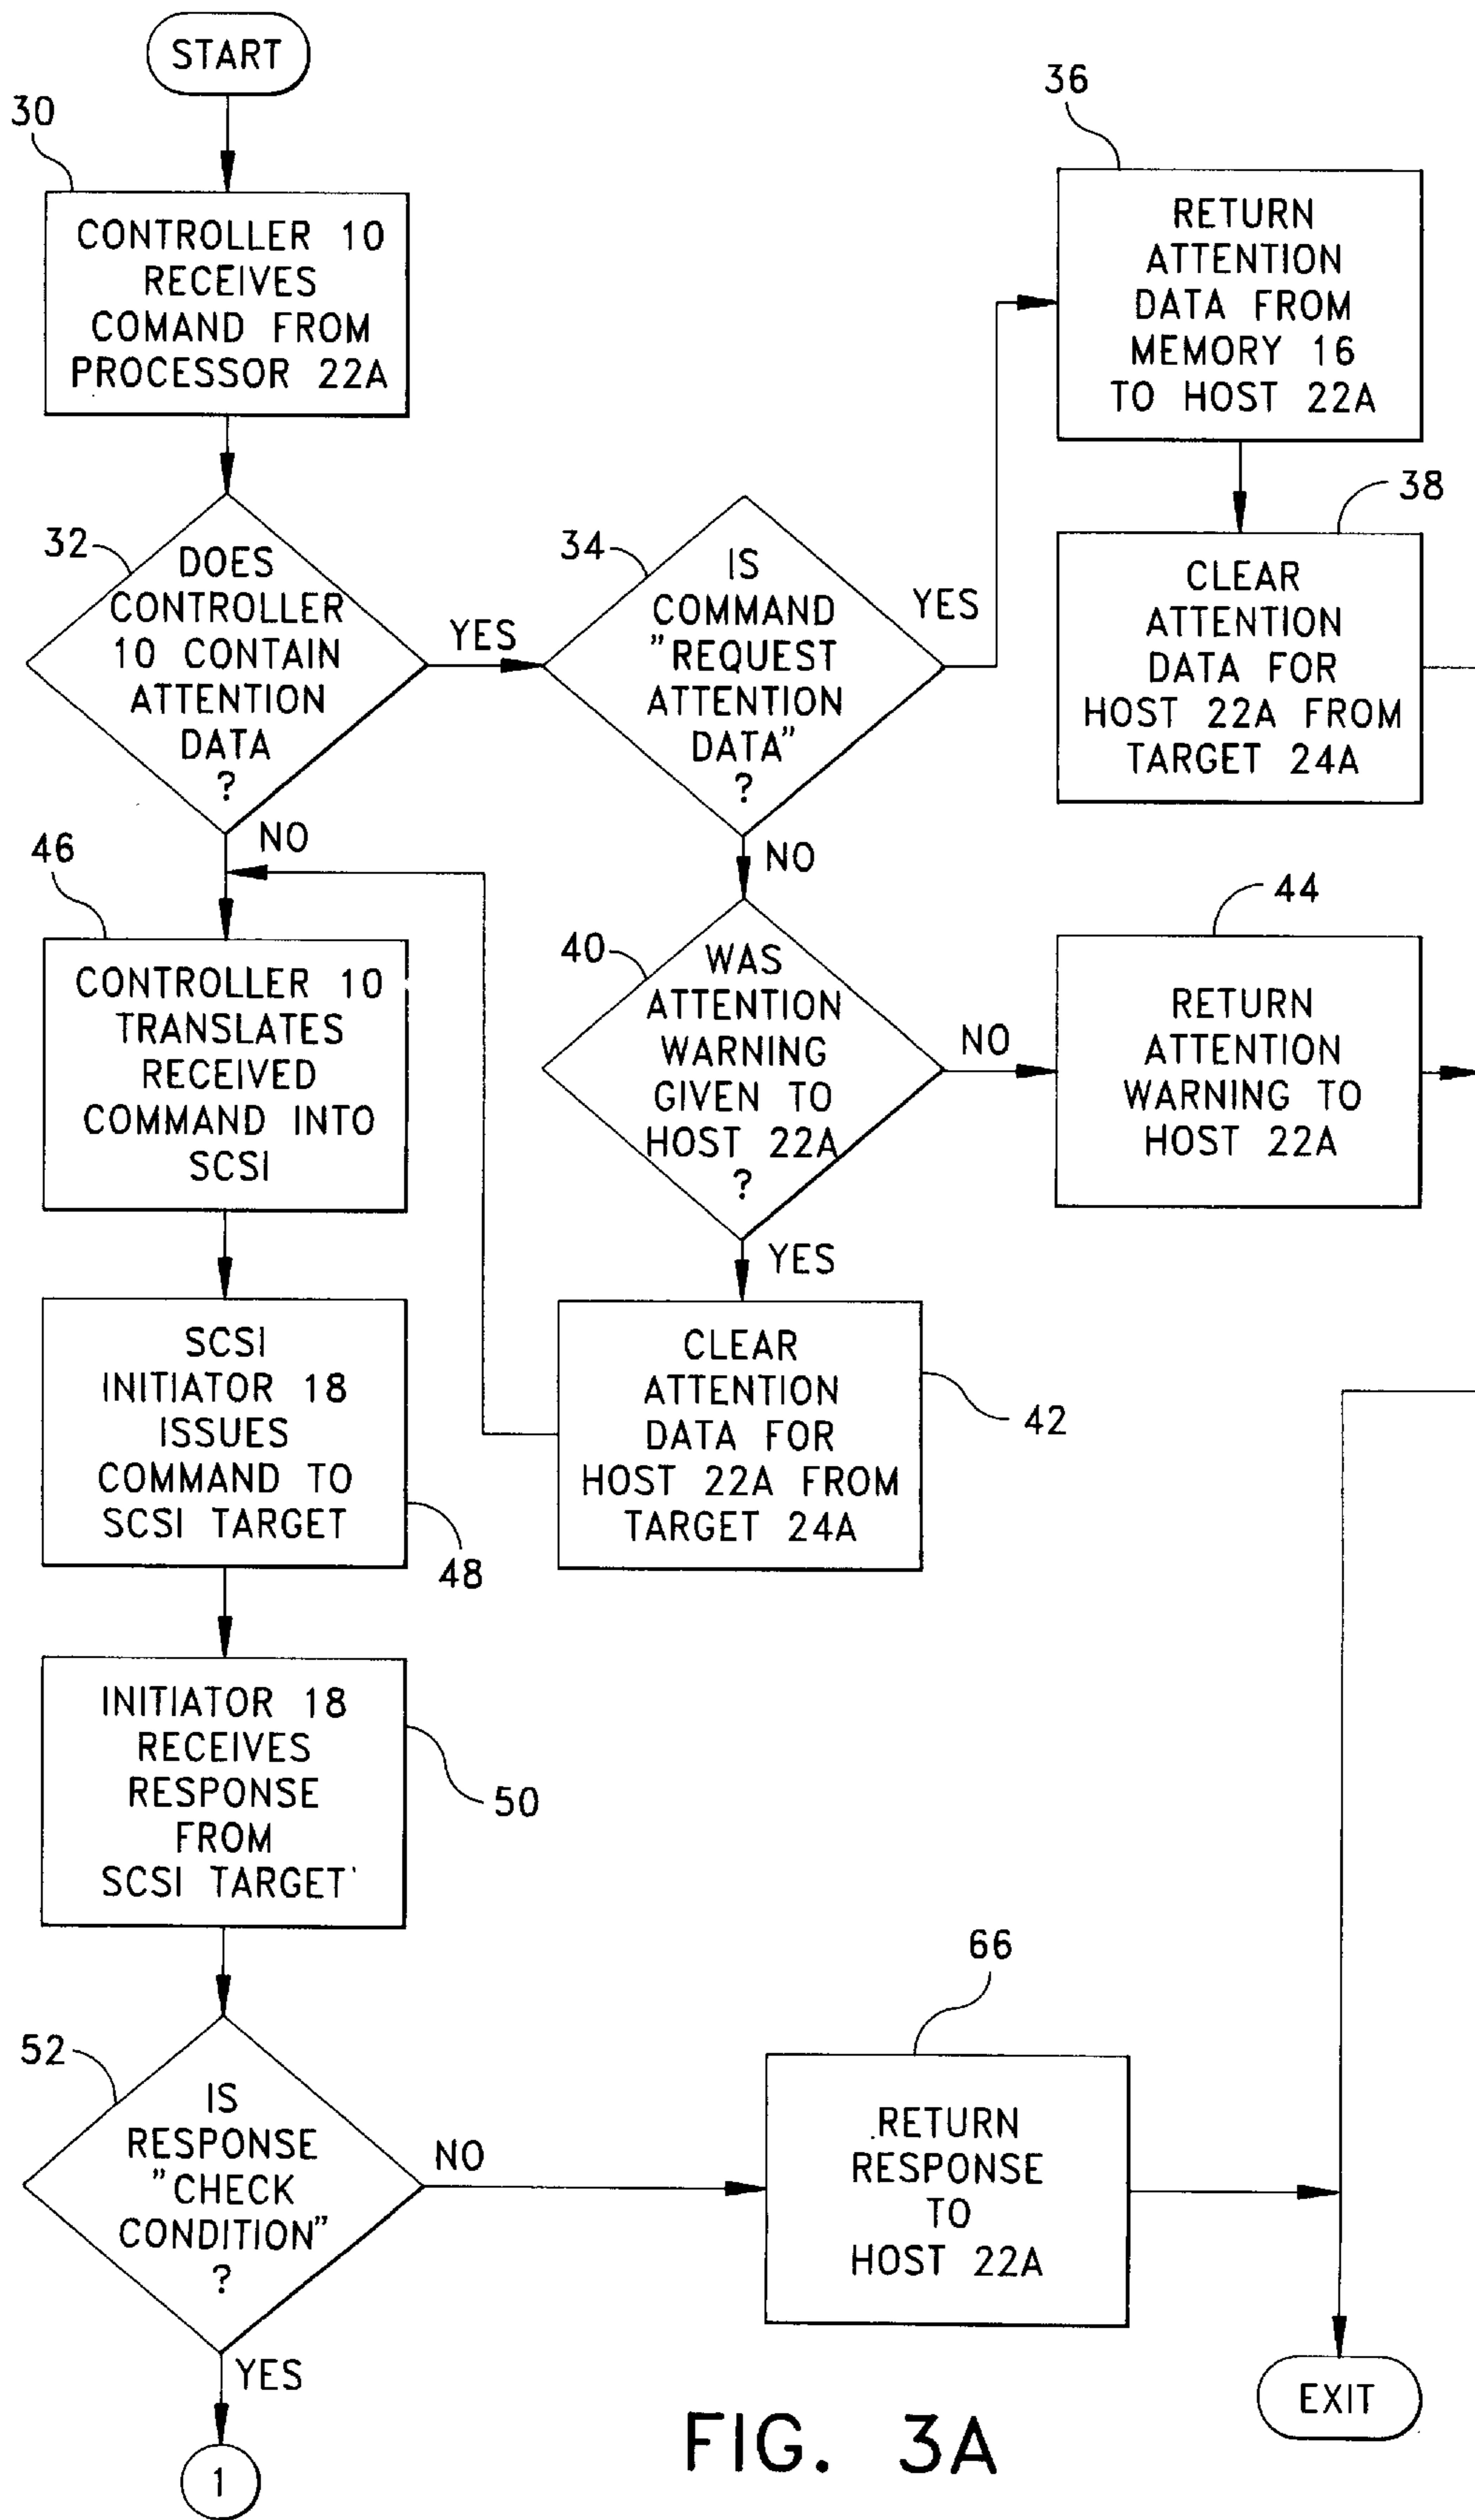 START
30
CONTROLLER 10
RECEIVES
COMAND FROM
PROCESSOR 22A
32
DOES
CONTROLLER
10 CONTAIN
ATTENTION
DATA
?
YES
NO
34
IS
COMMAND
"REQUEST
ATTENTION
DATA"
?
YES
NO
36
RETURN
ATTENTION
DATA FROM
MEMORY 16
TO HOST 22A
38
CLEAR
ATTENTION
DATA FOR
HOST 22A FROM
TARGET 24A
40
WAS
ATTENTION
WARNING
GIVEN TO
HOST 22A
?
NO
YES
44
RETURN
ATTENTION
WARNING TO
HOST 22A
42
CLEAR
ATTENTION
DATA FOR
HOST 22A FROM
TARGET 24A
46
CONTROLLER 10
TRANSLATES
RECEIVED
COMMAND INTO
SCSI
48
SCSI
INITIATOR 18
ISSUES
COMMAND TO
SCSI TARGET
50
INITIATOR 18
RECEIVES
RESPONSE
FROM
SCSI TARGET
52
IS
RESPONSE
"CHECK
CONDITION"
?
NO
YES
66
RETURN
RESPONSE
TO
HOST 22A
EXIT
1
FIG. 3A